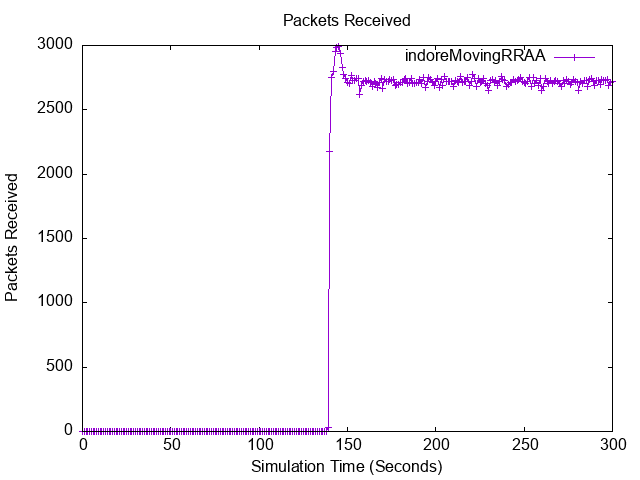 Packets Received
indoreMovingRRAA
3000
2500
2000
1500
1000
500
0
Packets Received
0 50 100 150 200 250 300
Simulation Time (Seconds)